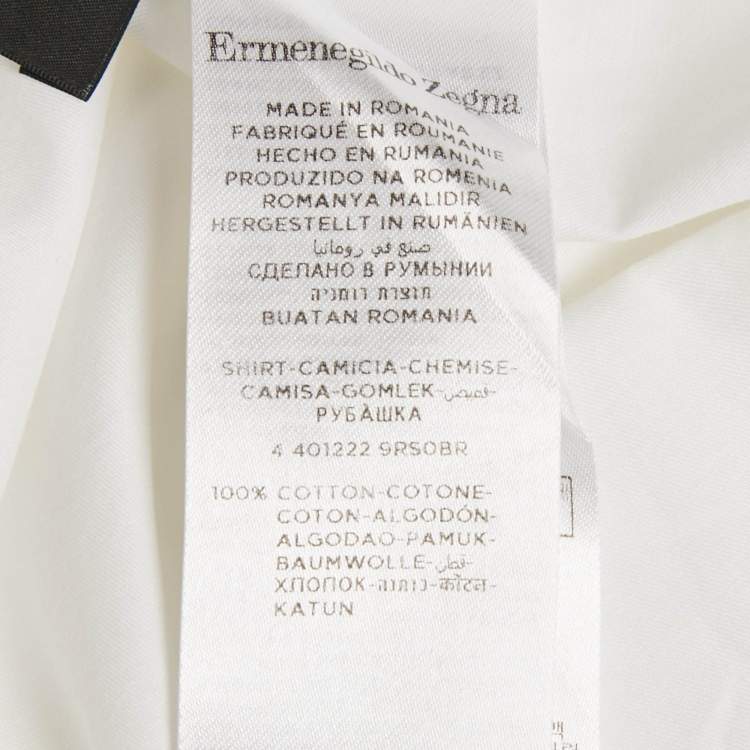 Ermenegildo Zegna
MADE IN ROMANIA
FABRIQUÉ EN ROUMANIE
HECHO EN RUMANIA
PRODUZIDO NA ROMENIA
ROMANYA MALIDIR
HERGESTELLT IN RUMÄNIEN
صنع في رومانيا
СДЕЛАНО В РУМЫНИИ
תוצרת רומניה
BUATAN ROMANIA
SHIRT-CAMICIA-CHEMISE-
CAMISA-GOMLEK-قميص-
РУБАШКА
4 401222 9RS0BR
100% COTTON-COTONE-
COTON-ALGODÓN-
ALGODAO-PAMUK-
BAUMWOLLE-قطن-
ХЛОПОК-כותנה-कॉटन-
KATUN